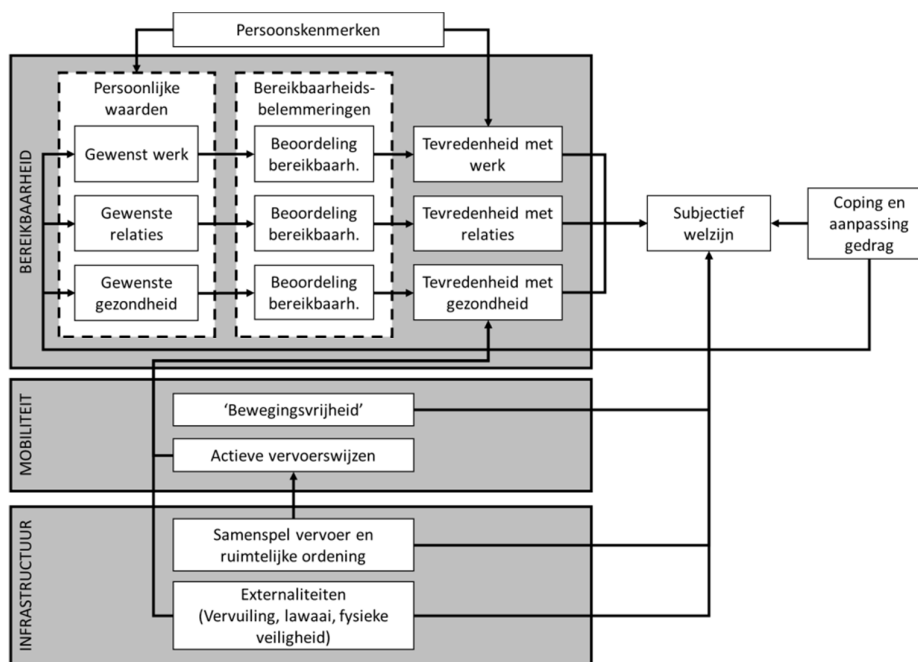 Persoonskenmerken
BEREIKBAARHEID
Persoonlijke
waarden
Bereikbaarheids-
belemmeringen
Gewenst werk
Beoordeling
bereikbaarh.
Tevredenheid met
werk
Gewenste
relaties
Beoordeling
bereikbaarh.
Tevredenheid met
relaties
Gewenste
gezondheid
Beoordeling
bereikbaarh.
Tevredenheid met
gezondheid
Subjectief
welzijn
Coping en
aanpassing
gedrag
MOBILITEIT
‘Bewegingsvrijheid’
Actieve vervoerswijzen
INFRASTRUCTUUR
Samenspel vervoer en
ruimtelijke ordening
Externaliteiten
(Vervuiling, lawaai, fysieke
veiligheid)